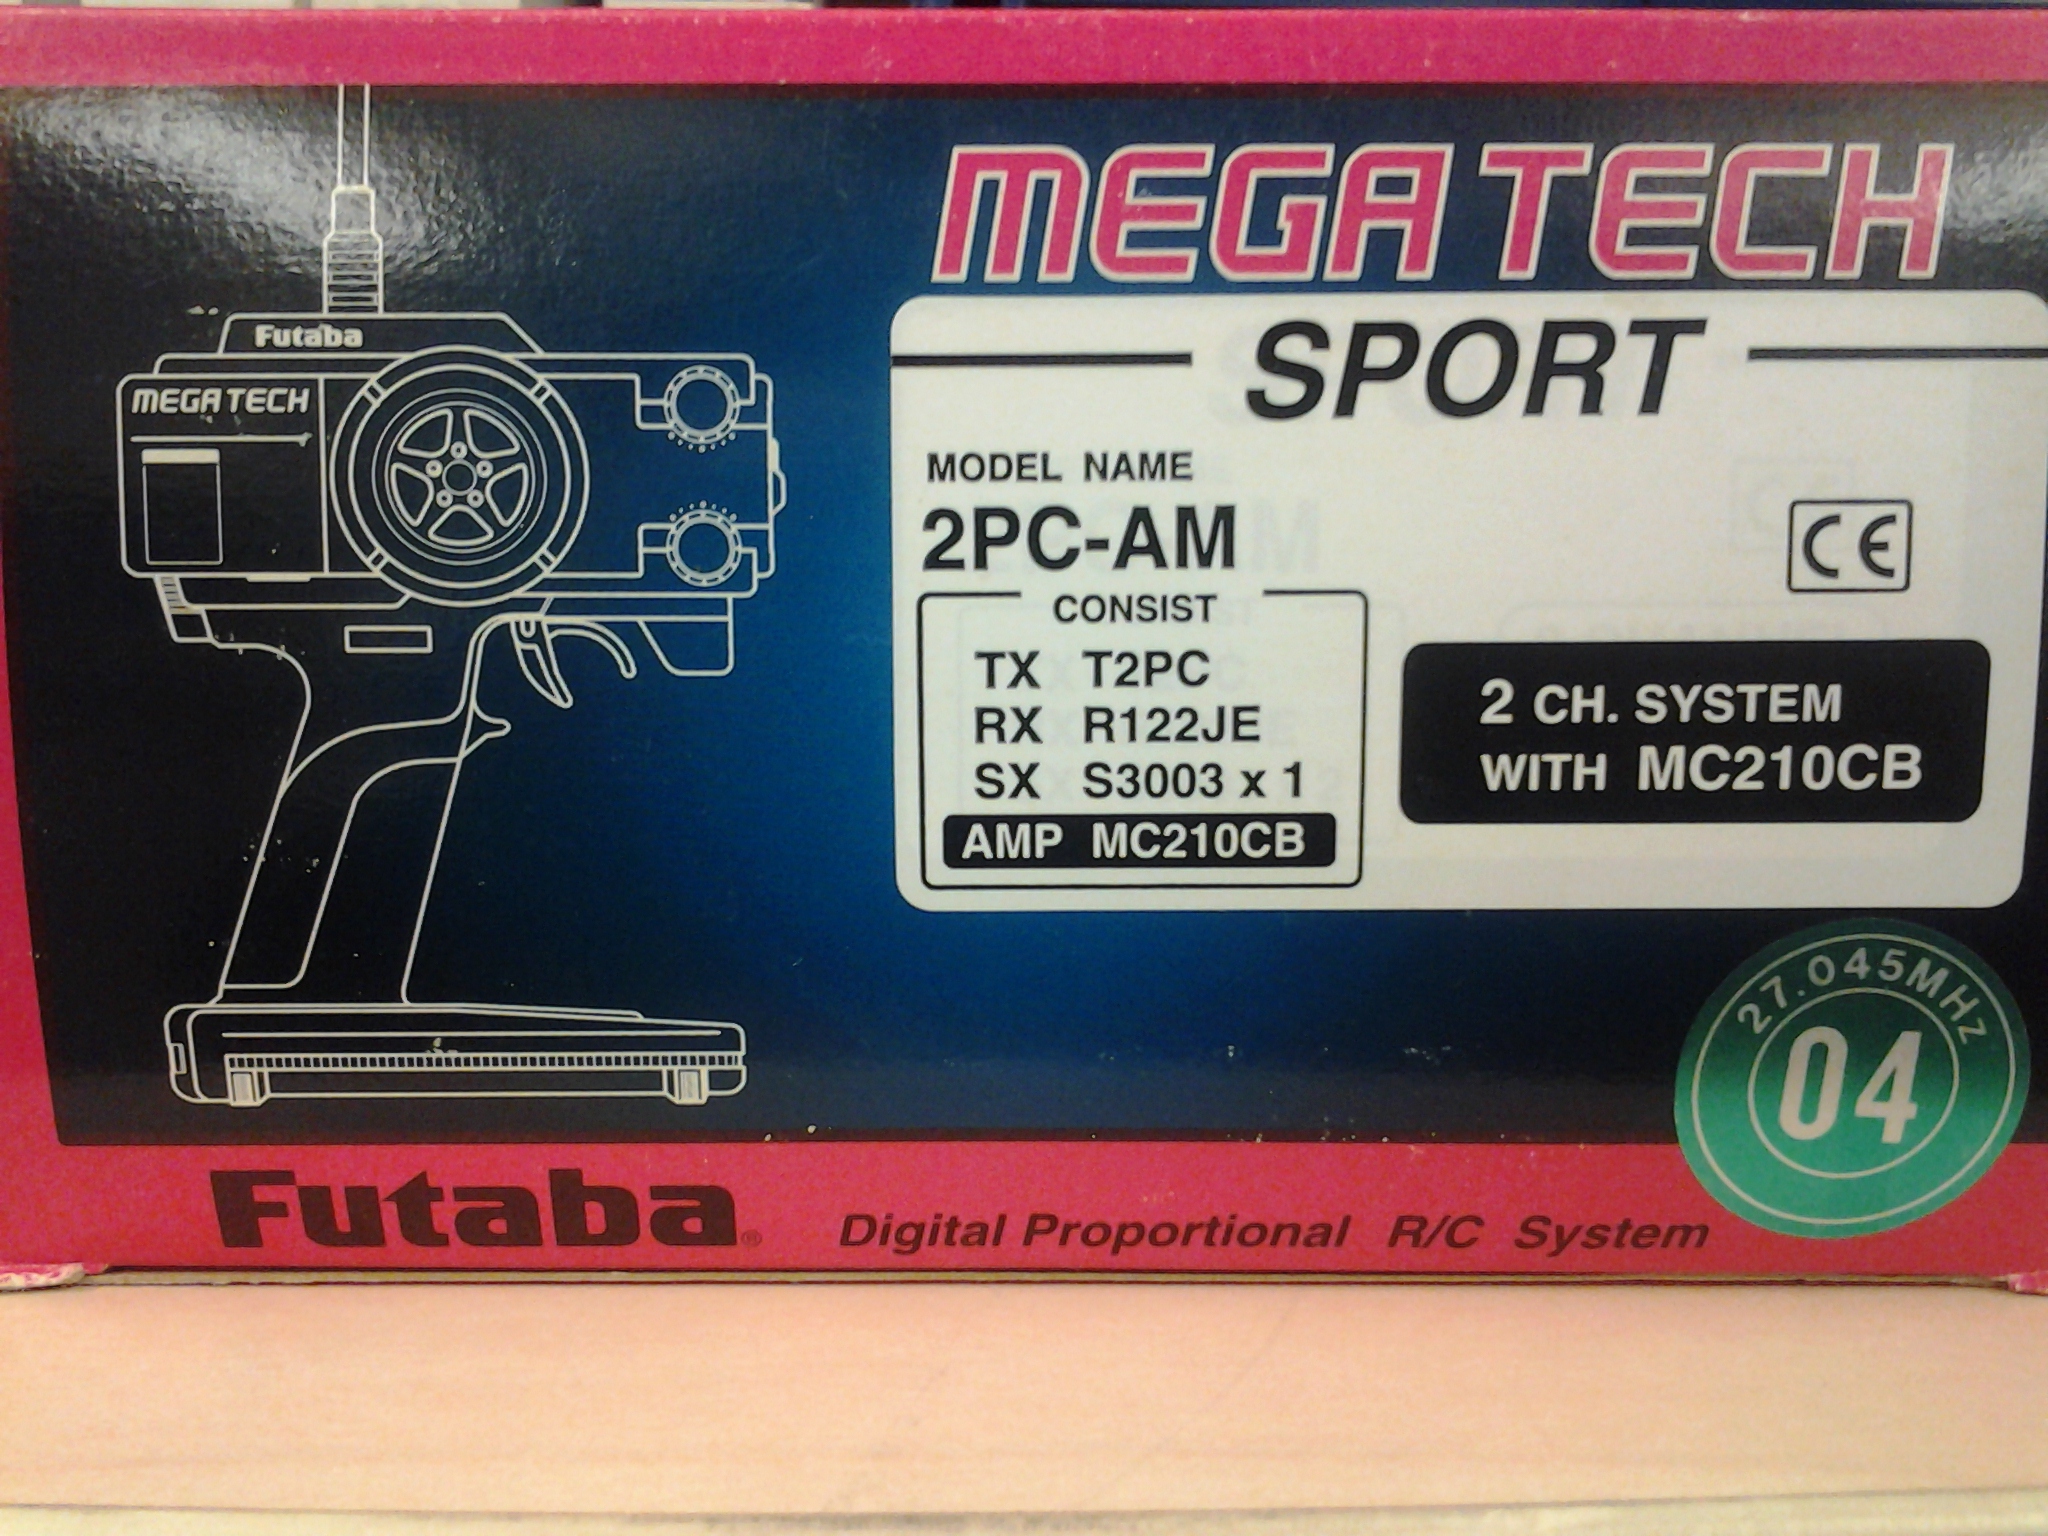 MEGA TECH
Futaba
MEGA TECH
SPORT
MODEL NAME
2PC-AM
CE
CONSIST
TX T2PC
RX R122JE
SX S3003 x 1
AMP MC210CB
2 CH. SYSTEM
WITH MC210CB
27.045MHz
04
Futaba®
Digital Proportional R/C System